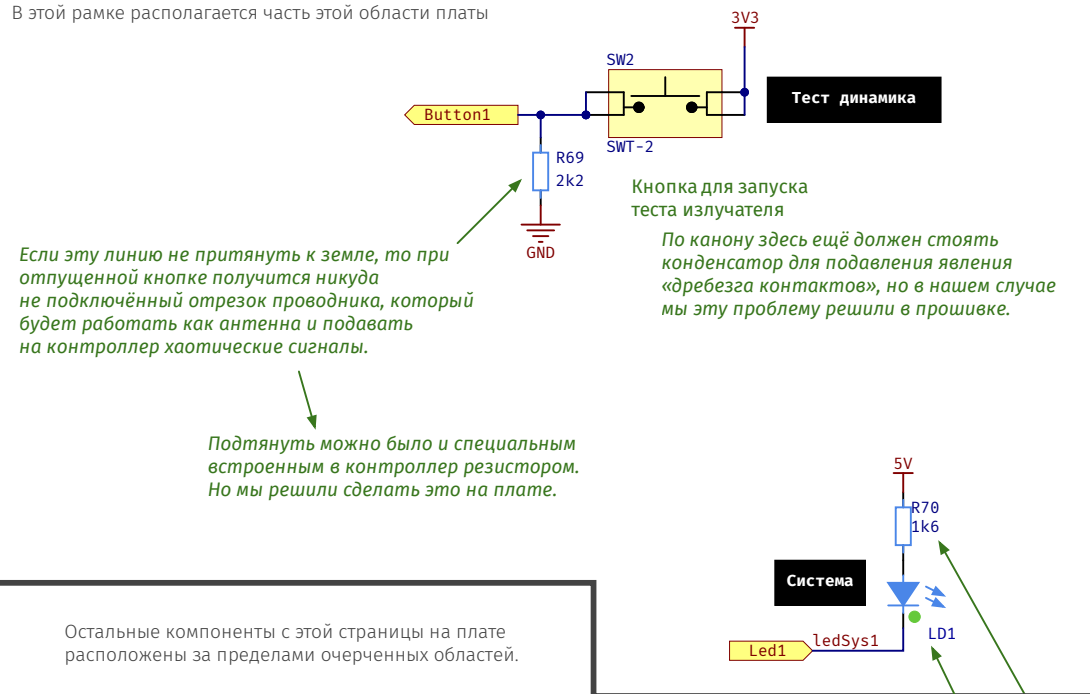 В этой рамке располагается часть этой области платы
3V3
SW2
Тест динамика
Button1
SWT-2
R69
2k2
GND
Кнопка для запуска
теста излучателя
По канону здесь ещё должен стоять
конденсатор для подавления явления
«дребезга контактов», но в нашем случае
мы эту проблему решили в прошивке.
Если эту линию не притянуть к земле, то при
отпущенной кнопке получится никуда
не подключённый отрезок проводника, который
будет работать как антенна и подавать
на контроллер хаотические сигналы.
Подтянуть можно было и специальным
встроенным в контроллер резистором.
Но мы решили сделать это на плате.
5V
R70
1k6
Система
LD1
ledSys1
Led1
Остальные компоненты с этой страницы на плате
расположены за пределами очерченных областей.